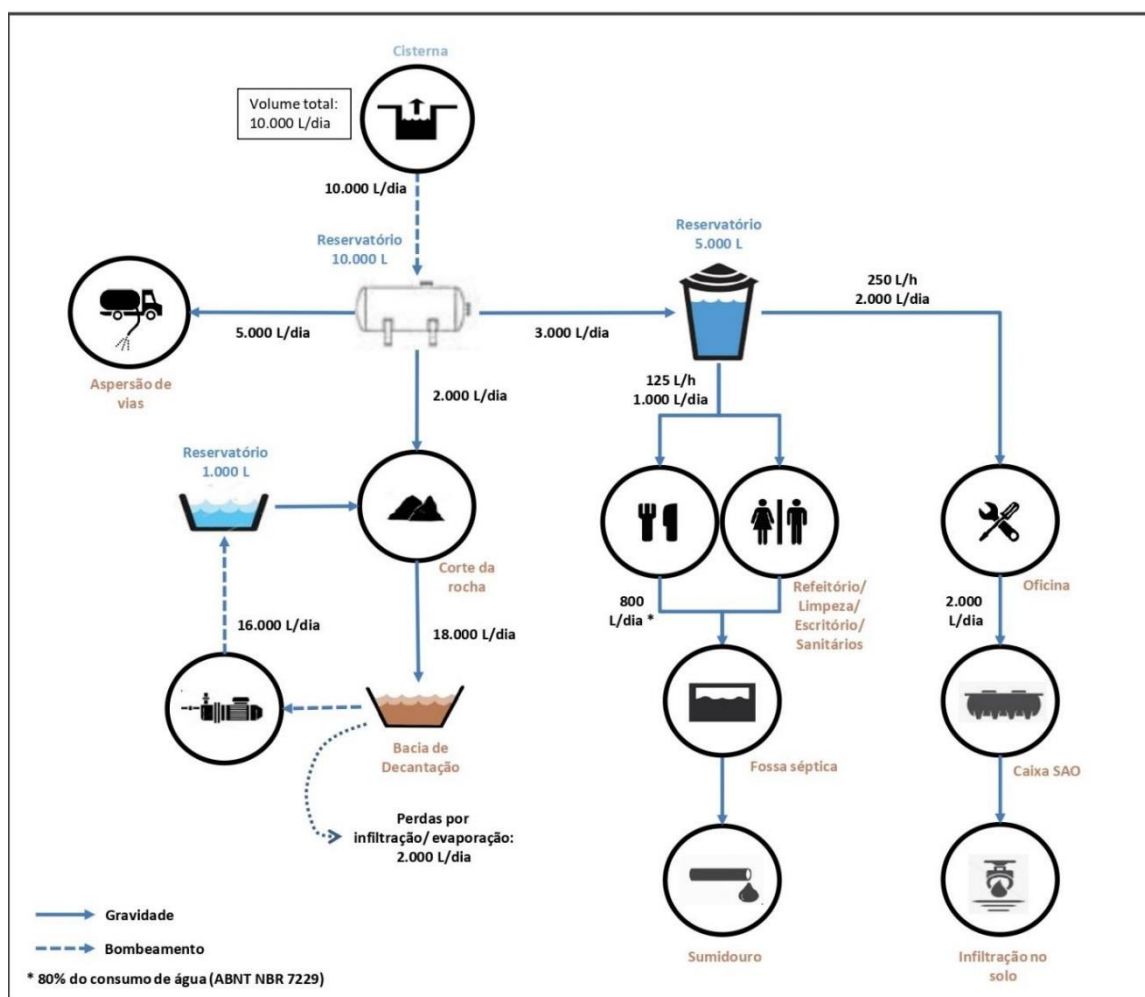 Cisterna
Volume total:
10.000 L/dia
10.000 L/dia
Reservatório
10.000 L
Reservatório
5.000 L
250 L/h
2.000 L/dia
5.000 L/dia
3.000 L/dia
Aspersão de
vias
2.000 L/dia
125 L/h
1.000 L/dia
Reservatório
1.000 L
Corte da
rocha
Refeitório/
Limpeza/
Escritório/
Sanitários
Oficina
800
L/dia *
2.000
L/dia
16.000 L/dia
18.000 L/dia
Bacia de
Decantação
Fossa séptica
Caixa SAO
Perdas por
infiltração/ evaporação:
2.000 L/dia
Gravidade
Bombeamento
Sumidouro
Infiltração no
solo
* 80% do consumo de água (ABNT NBR 7229)